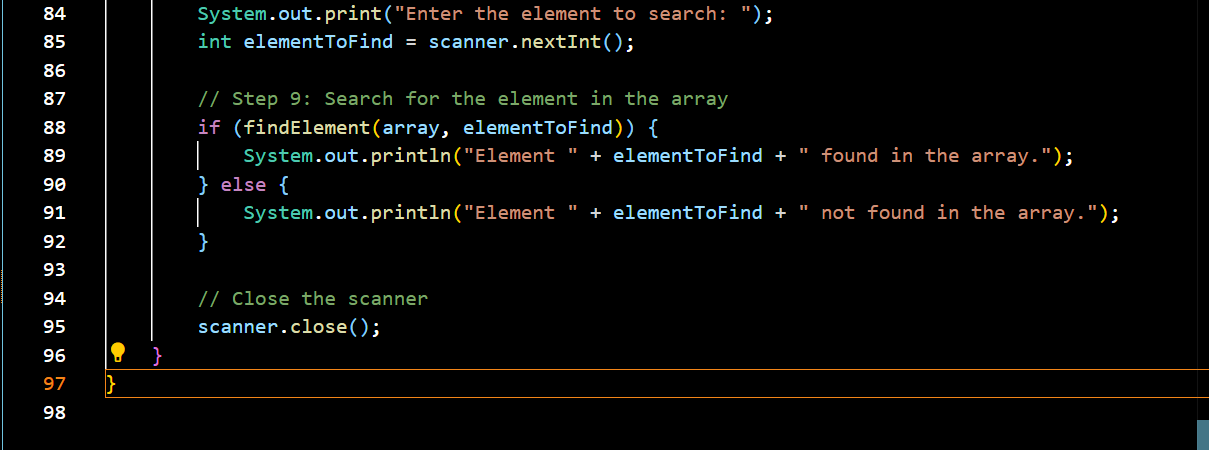 84 System.out.print("Enter the element to search: ");
85 int elementToFind = scanner.nextInt();
86
87 // Step 9: Search for the element in the array
88 if (findElement(array, elementToFind)) {
89 System.out.println("Element " + elementToFind + " found in the array.");
90 } else {
91 System.out.println("Element " + elementToFind + " not found in the array.");
92 }
93
94 // Close the scanner
95 scanner.close();
96 }
97 }
98